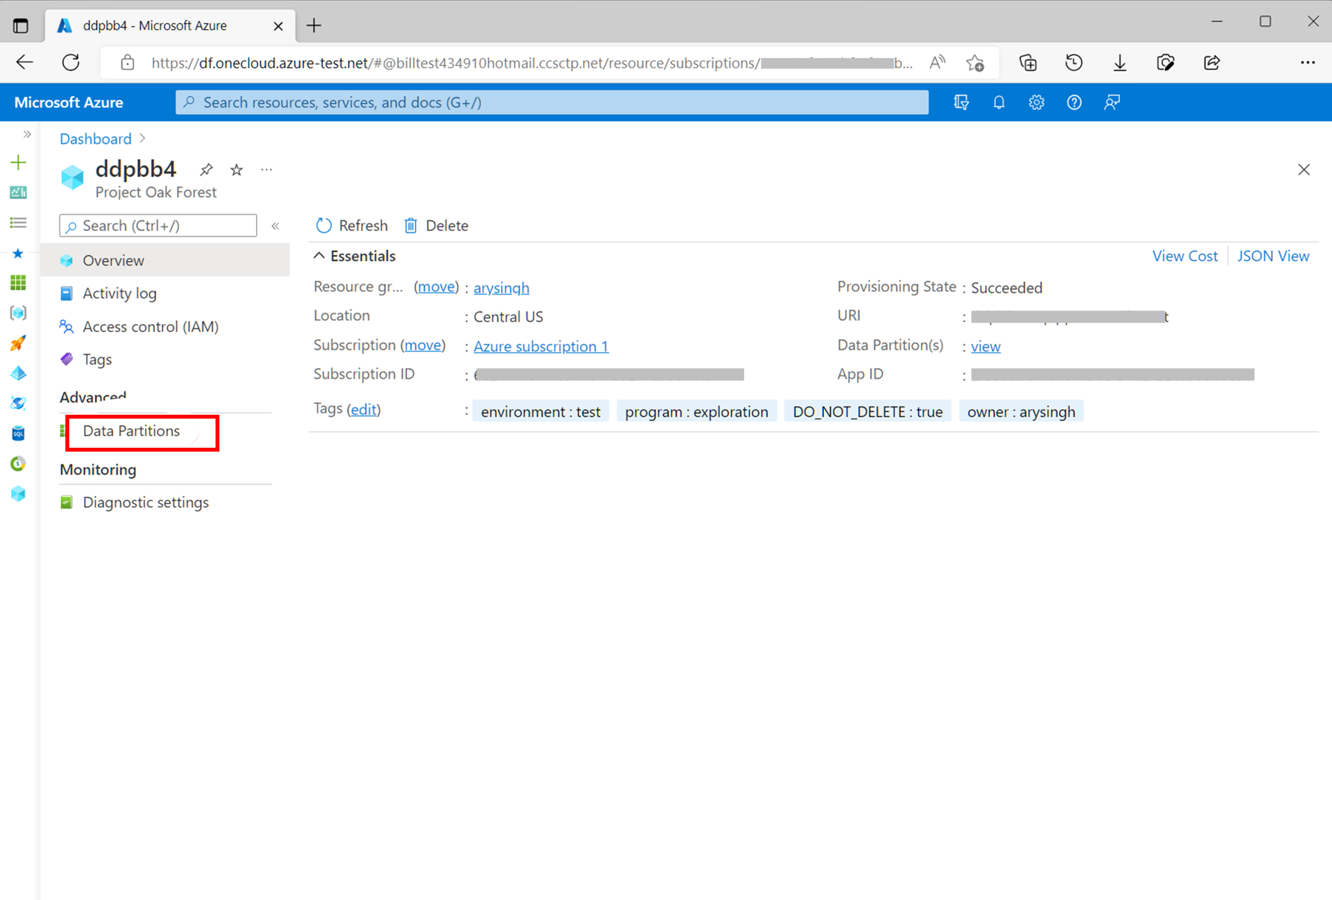 ddpbb4 - Microsoft Azure
https://df.onecloud.azure-test.net/#@billtest434910hotmail.ccsctp.net/resource/subscriptions/ b...
Microsoft Azure
Search resources, services, and docs (G+/)
Dashboard
ddpbb4
Project Oak Forest
Search (Ctrl+/)
Refresh
Delete
Overview
Activity log
Access control (IAM)
Tags
Advanced
Data Partitions
Monitoring
Diagnostic settings
Essentials
View Cost
JSON View
Resource gr... (move) : arysingh
Location : Central US
Subscription (move) : Azure subscription 1
Subscription ID :
Provisioning State : Succeeded
URI : t
Data Partition(s) : view
App ID :
Tags (edit) : environment : test program : exploration DO_NOT_DELETE : true owner : arysingh